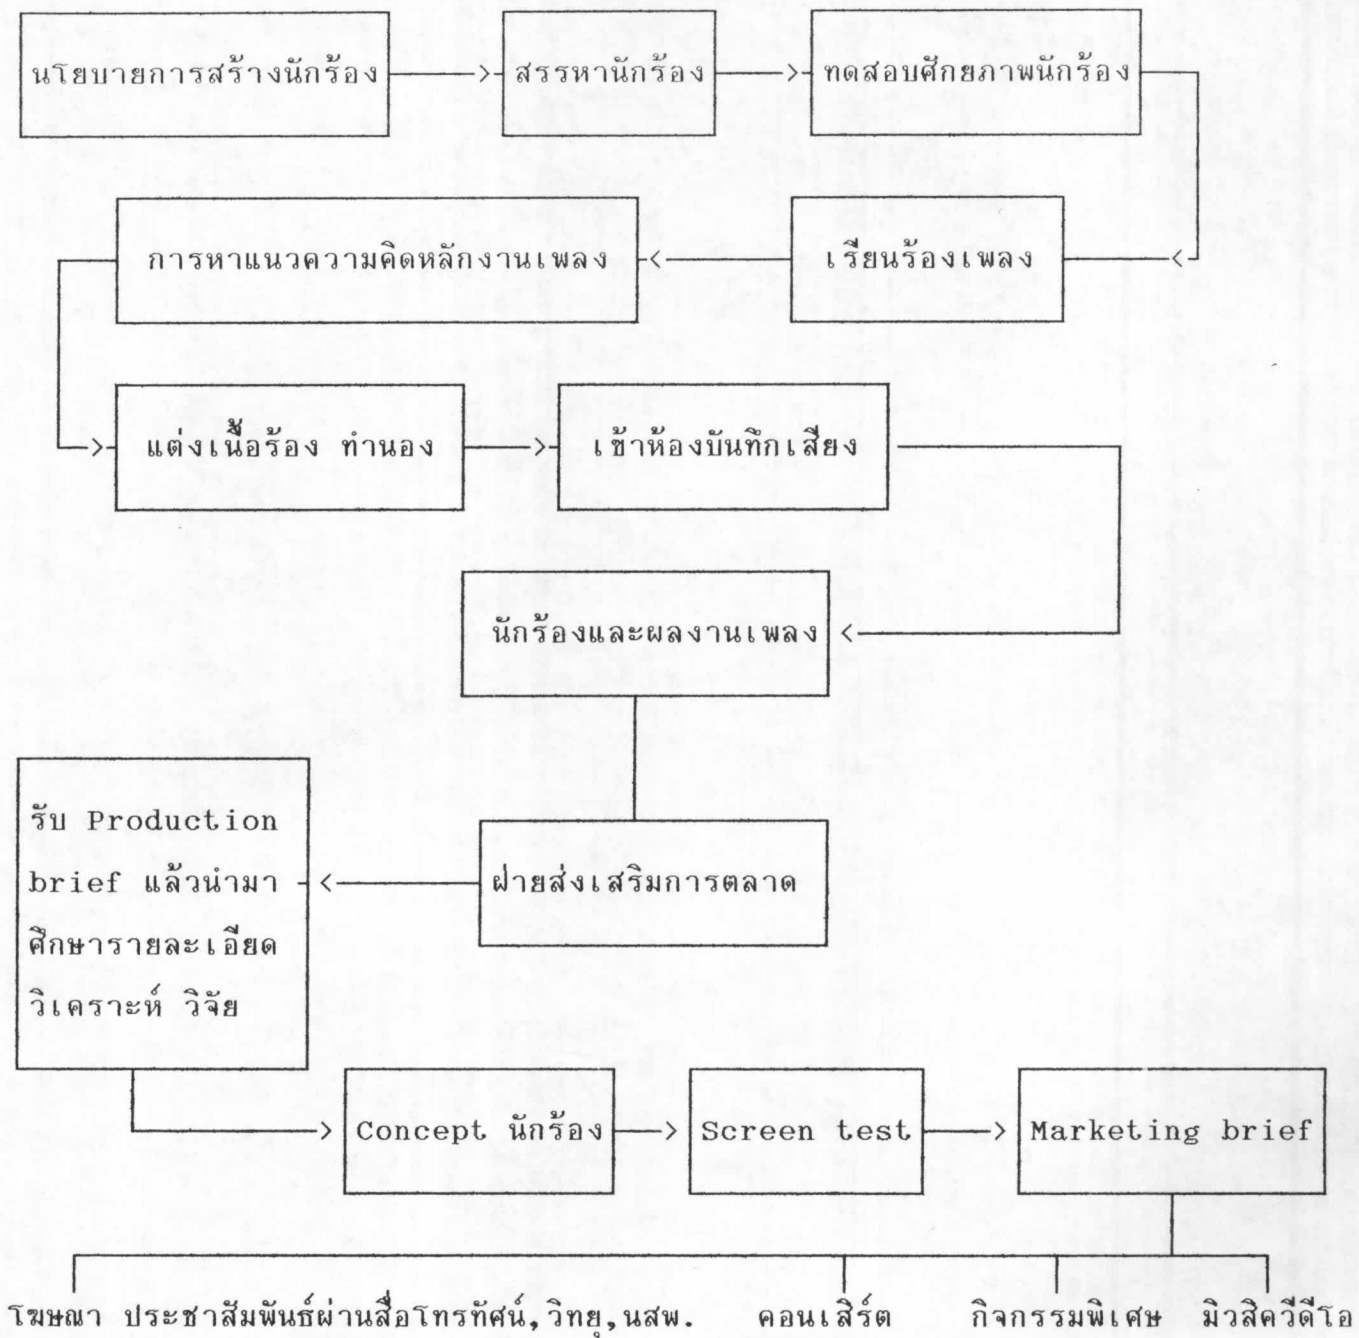 นโยบายการสร้างนักร้อง
สรรหานักร้อง
ทดสอบศักยภาพนักร้อง
การหาแนวความคิดหลักงานเพลง
เรียนร้องเพลง
แต่งเนื้อร้อง ทำนอง
เข้าห้องบันทึกเสียง
นักร้องและผลงานเพลง
รับ Production
brief แล้วนำมา
ศึกษารายละเอียด
วิเคราะห์ วิจัย
ฝ่ายส่งเสริมการตลาด
Concept นักร้อง
Screen test
Marketing brief
โฆษณา ประชาสัมพันธ์ผ่านสื่อโทรทัศน์,วิทยุ,นสพ.
คอนเสิร์ต
กิจกรรมพิเศษ
มิวสิควีดีโอ